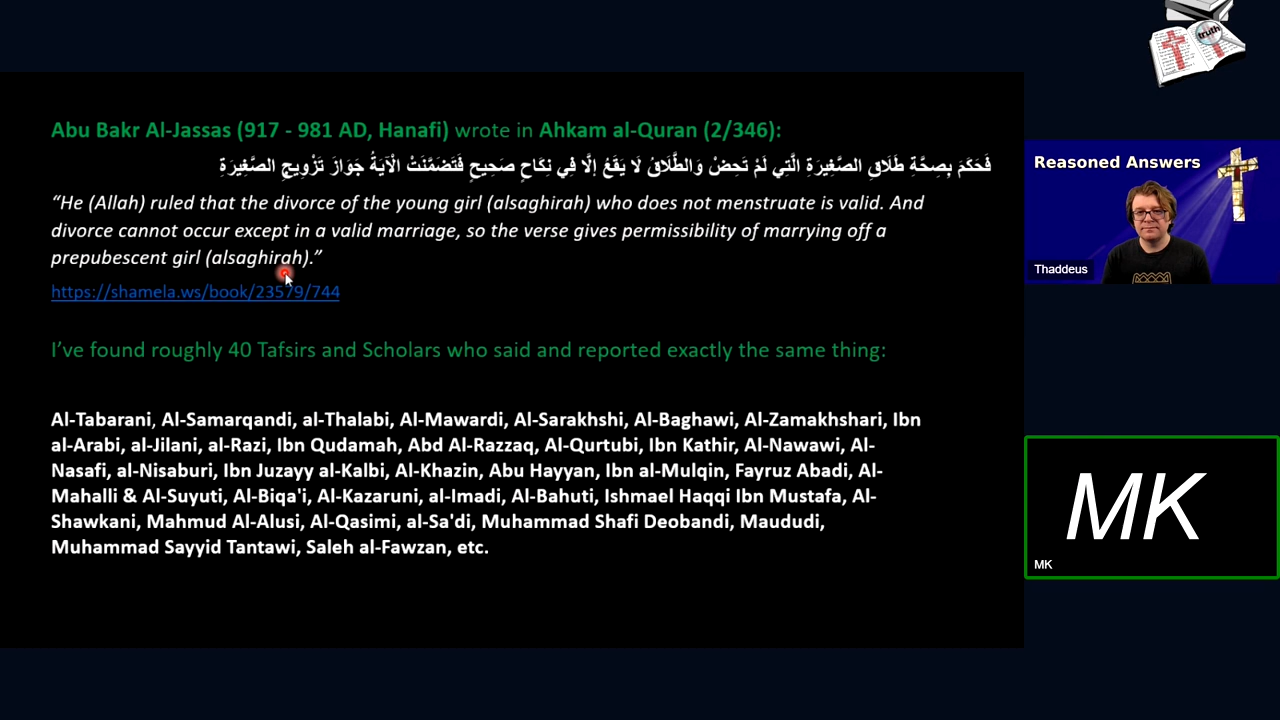 truth
Abu Bakr Al-Jassas (917 - 981 AD, Hanafi) wrote in Ahkam al-Quran (2/346):
فَحَكَمَ بِصِحَّةِ طَلَاقِ الصَّغِيرَةِ الَّتِي لَمْ تَحِضْ وَالطَّلَاقُ لَا يَقَعُ إلَّا فِي نِكَاحٍ صَحِيحٍ فَتَضَمَّنَتْ الْآيَةُ جَوَازَ تَزْوِيجِ الصَّغِيرَةِ
“He (Allah) ruled that the divorce of the young girl (alsaghirah) who does not menstruate is valid. And
divorce cannot occur except in a valid marriage, so the verse gives permissibility of marrying off a
prepubescent girl (alsaghirah).”
https://shamela.ws/book/23579/744
I’ve found roughly 40 Tafsirs and Scholars who said and reported exactly the same thing:
Al-Tabarani, Al-Samarqandi, al-Thalabi, Al-Mawardi, Al-Sarakhshi, Al-Baghawi, Al-Zamakhshari, Ibn
al-Arabi, al-Jilani, al-Razi, Ibn Qudamah, Abd Al-Razzaq, Al-Qurtubi, Ibn Kathir, Al-Nawawi, Al-
Nasafi, al-Nisaburi, Ibn Juzayy al-Kalbi, Al-Khazin, Abu Hayyan, Ibn al-Mulqin, Fayruz Abadi, Al-
Mahalli & Al-Suyuti, Al-Biqa'i, Al-Kazaruni, al-Imadi, Al-Bahuti, Ishmael Haqqi Ibn Mustafa, Al-
Shawkani, Mahmud Al-Alusi, Al-Qasimi, al-Sa'di, Muhammad Shafi Deobandi, Maududi,
Muhammad Sayyid Tantawi, Saleh al-Fawzan, etc.
Reasoned Answers
Thaddeus
MK
MK